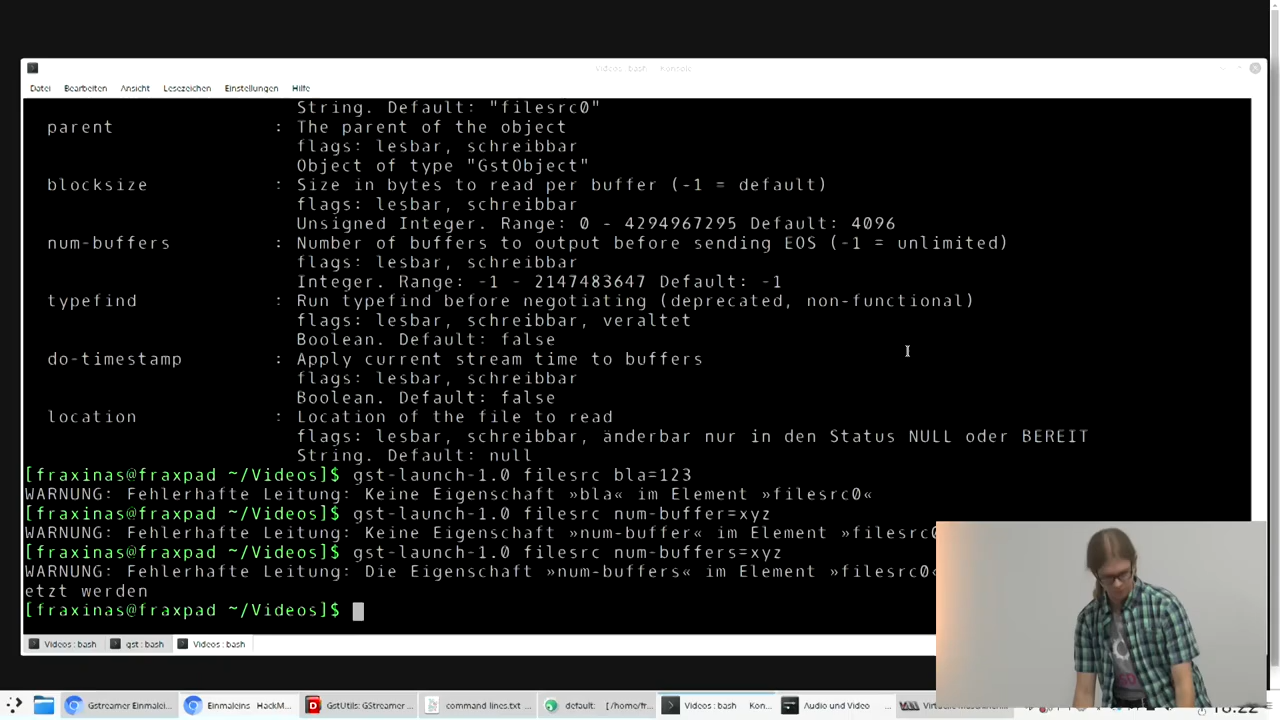 Videos : bash — Konsole
Datei Bearbeiten Ansicht Lesezeichen Einstellungen Hilfe
String. Default: "filesrc0"
parent : The parent of the object
flags: lesbar, schreibbar
Object of type "GstObject"
blocksize : Size in bytes to read per buffer (-1 = default)
flags: lesbar, schreibbar
Unsigned Integer. Range: 0 - 4294967295 Default: 4096
num-buffers : Number of buffers to output before sending EOS (-1 = unlimited)
flags: lesbar, schreibbar
Integer. Range: -1 - 2147483647 Default: -1
typefind : Run typefind before negotiating (deprecated, non-functional)
flags: lesbar, schreibbar, veraltet
Boolean. Default: false
do-timestamp : Apply current stream time to buffers
flags: lesbar, schreibbar
Boolean. Default: false
location : Location of the file to read
flags: lesbar, schreibbar, änderbar nur in den Status NULL oder BEREIT
String. Default: null
[fraxinas@fraxpad ~/Videos]$ gst-launch-1.0 filesrc bla=123
WARNUNG: Fehlerhafte Leitung: Keine Eigenschaft »bla« im Element »filesrc0«
[fraxinas@fraxpad ~/Videos]$ gst-launch-1.0 filesrc num-buffer=xyz
WARNUNG: Fehlerhafte Leitung: Keine Eigenschaft »num-buffer« im Element »filesrc0
[fraxinas@fraxpad ~/Videos]$ gst-launch-1.0 filesrc num-buffers=xyz
WARNUNG: Fehlerhafte Leitung: Die Eigenschaft »num-buffers« im Element »filesrc0«
etzt werden
[fraxinas@fraxpad ~/Videos]$
Videos : bash gst : bash Videos : bash
Gstreamer Einmalei... Einmaleins HackM... GstUtils: GStreamer ... command lines.txt ... default: [/home/fr... Videos : bash Kon... Audio und Video ... 18:22